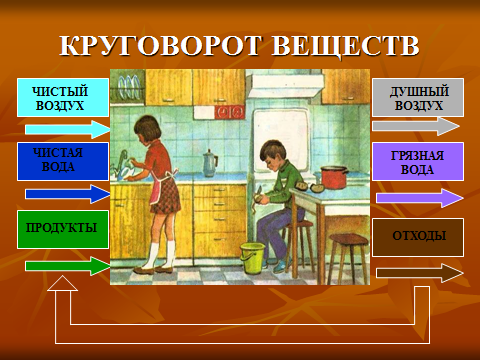 КРУГОВОРОТ ВЕЩЕСТВ
ЧИСТЫЙ
ВОЗДУХ
ЧИСТАЯ
ВОДА
ПРОДУКТЫ
ДУШНЫЙ
ВОЗДУХ
ГРЯЗНАЯ
ВОДА
ОТХОДЫ